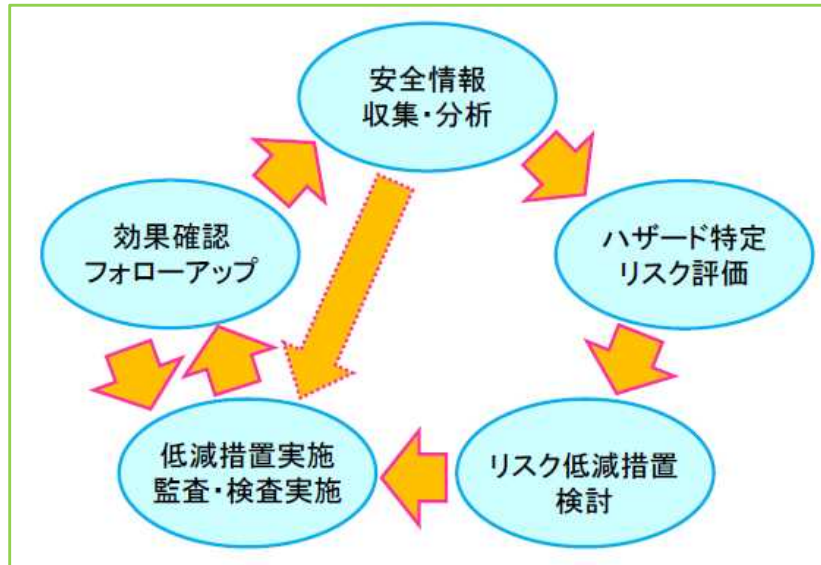 安全情報
収集・分析
ハザード特定
リスク評価
リスク低減措置
検討
低減措置実施
監査・検査実施
効果確認
フォローアップ